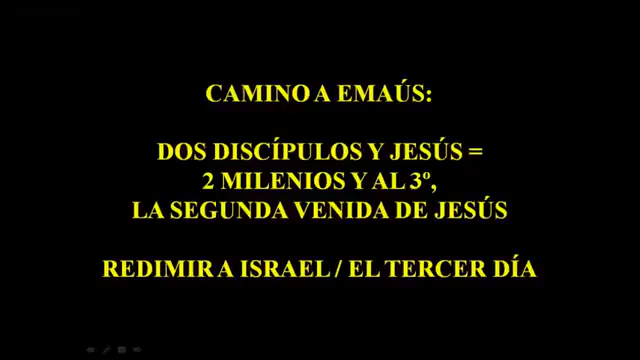 CAMINO A EMAÚS:
DOS DISCÍPULOS Y JESÚS =
2 MILENIOS Y AL 3º,
LA SEGUNDA VENIDA DE JESÚS
REDIMIR A ISRAEL / EL TERCER DÍA